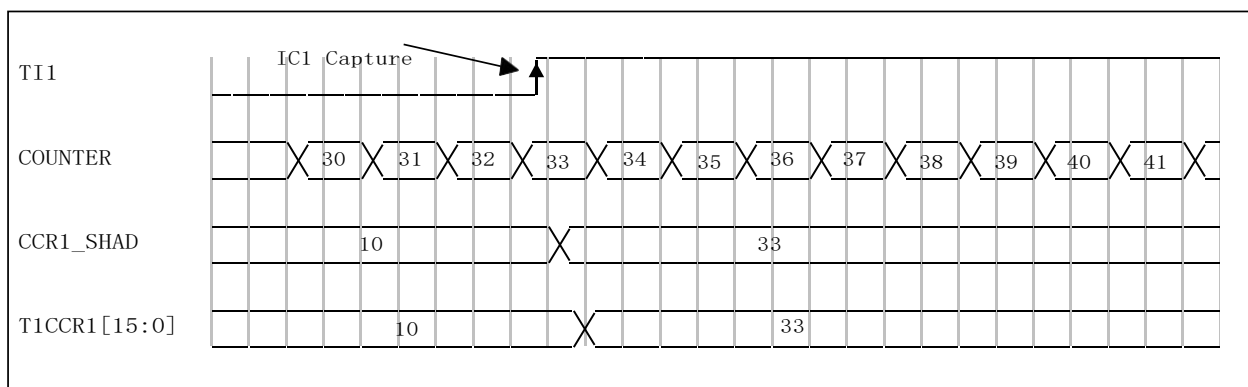 IC1 Capture
TI1
COUNTER 30 31 32 33 34 35 36 37 38 39 40 41
CCR1_SHAD 10 33
T1CCR1[15:0] 10 33